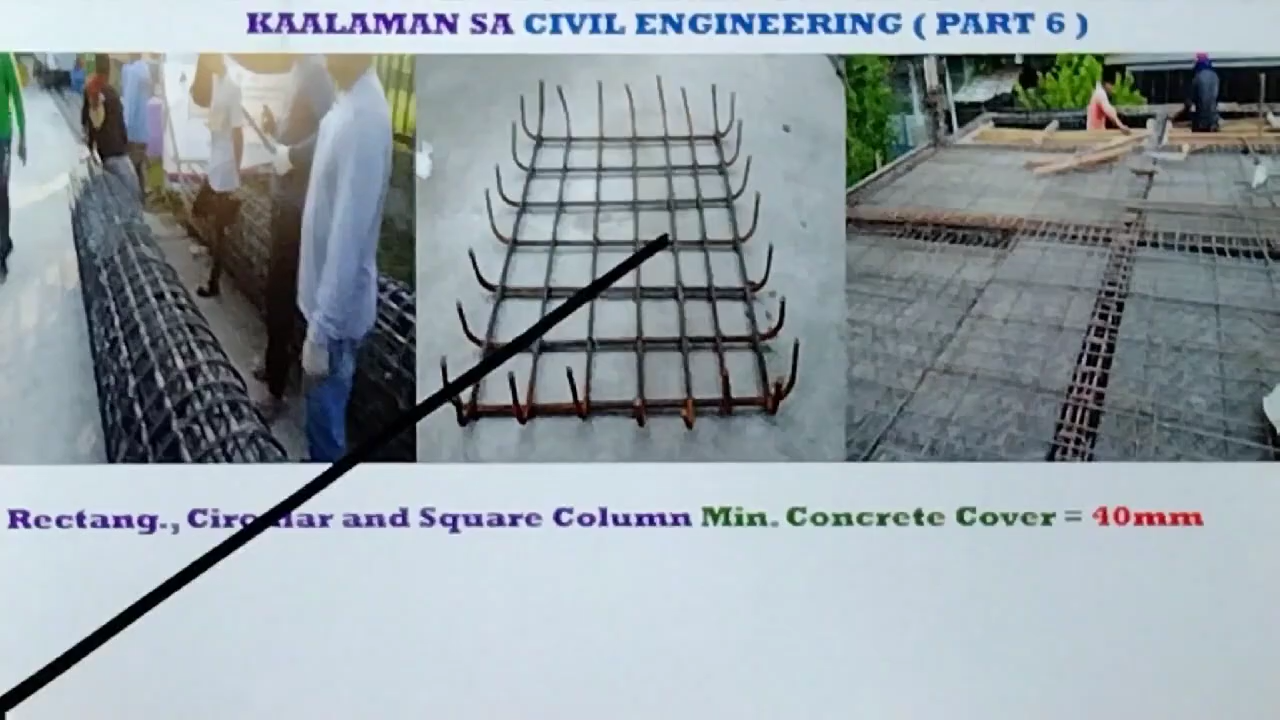 KAALAMAN SA CIVIL ENGINEERING ( PART 6 )
Rectang., Circular and Square Column Min. Concrete Cover = 40mm